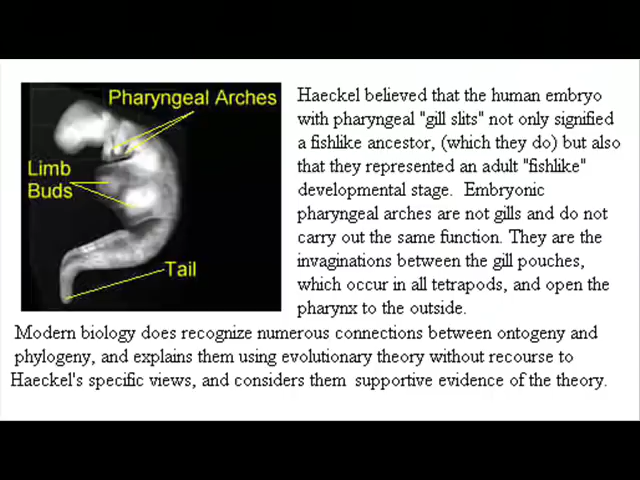 Pharyngeal Arches
Limb
Buds
Tail
Haeckel believed that the human embryo
with pharyngeal "gill slits" not only signified
a fishlike ancestor, (which they do) but also
that they represented an adult "fishlike"
developmental stage. Embryonic
pharyngeal arches are not gills and do not
carry out the same function. They are the
invaginations between the gill pouches,
which occur in all tetrapods, and open the
pharynx to the outside.
Modern biology does recognize numerous connections between ontogeny and
phylogeny, and explains them using evolutionary theory without recourse to
Haeckel's specific views, and considers them supportive evidence of the theory.